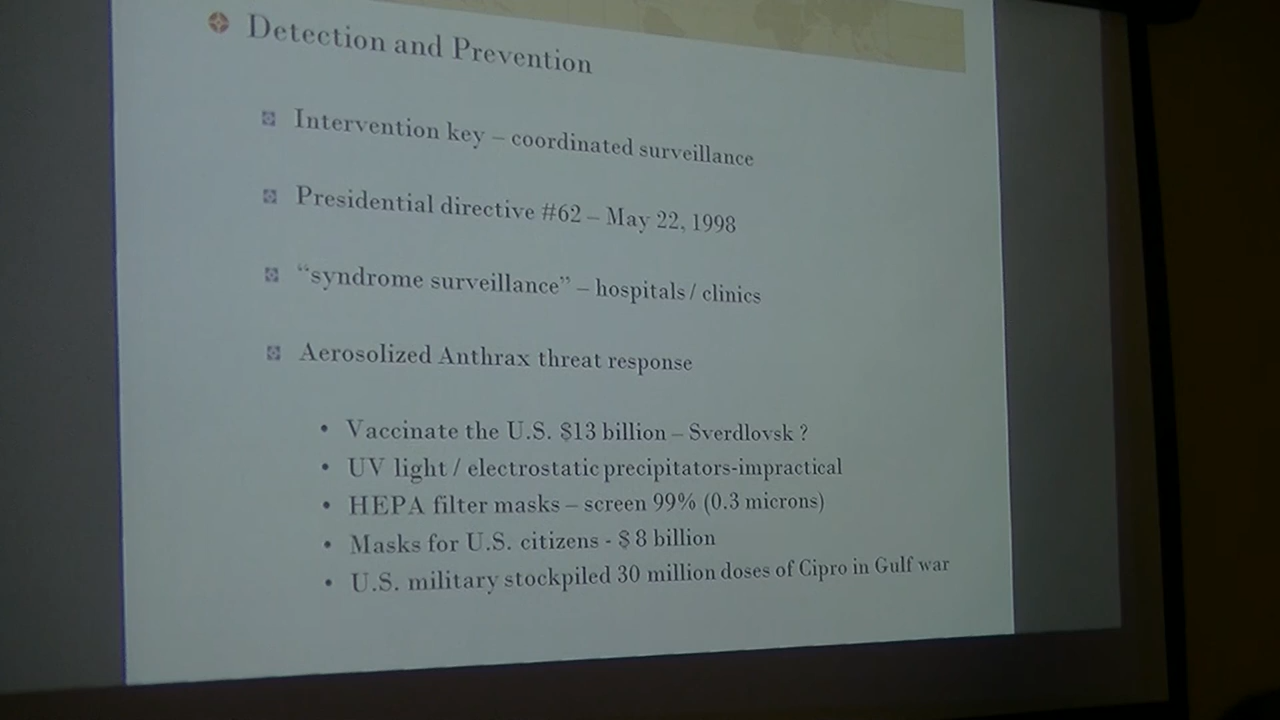 Detection and Prevention
Intervention key – coordinated surveillance
Presidential directive #62 – May 22, 1998
“syndrome surveillance” – hospitals / clinics
Aerosolized Anthrax threat response
• Vaccinate the U.S. $13 billion – Sverdlovsk ?
• UV light / electrostatic precipitators-impractical
• HEPA filter masks – screen 99% (0.3 microns)
• Masks for U.S. citizens - $ 8 billion
• U.S. military stockpiled 30 million doses of Cipro in Gulf war